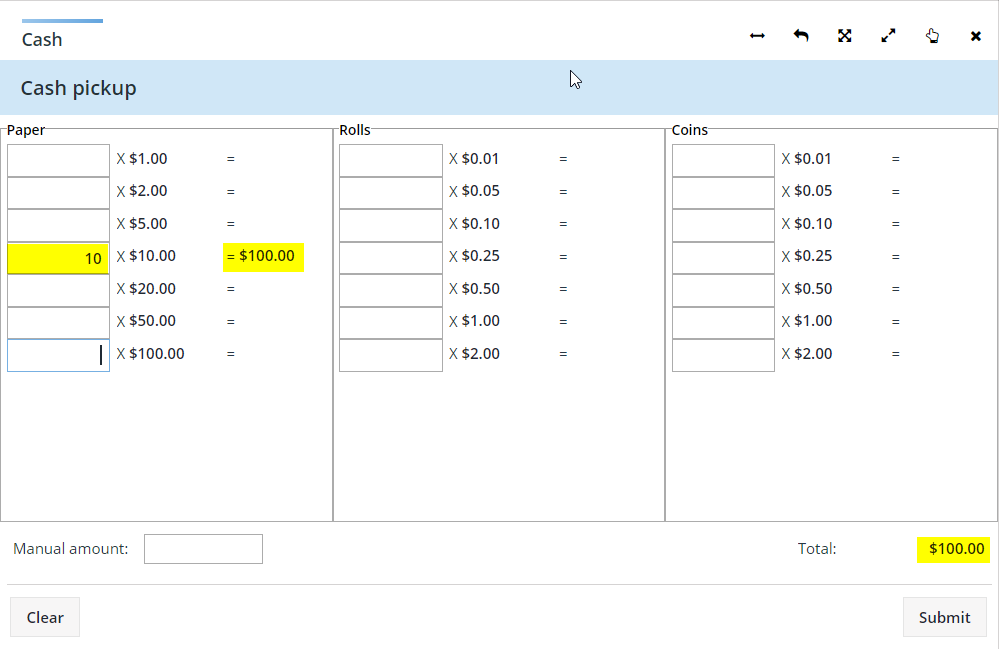 Cash
Cash pickup
Paper Rolls Coins
X $1.00 = X $0.01 = X $0.01 =
X $2.00 = X $0.05 = X $0.05 =
X $5.00 = X $0.10 = X $0.10 =
10 X $10.00 = $100.00 X $0.25 = X $0.25 =
X $20.00 = X $0.50 = X $0.50 =
X $50.00 = X $1.00 = X $1.00 =
X $100.00 = X $2.00 = X $2.00 =
Manual amount: Total: $100.00
Clear Submit